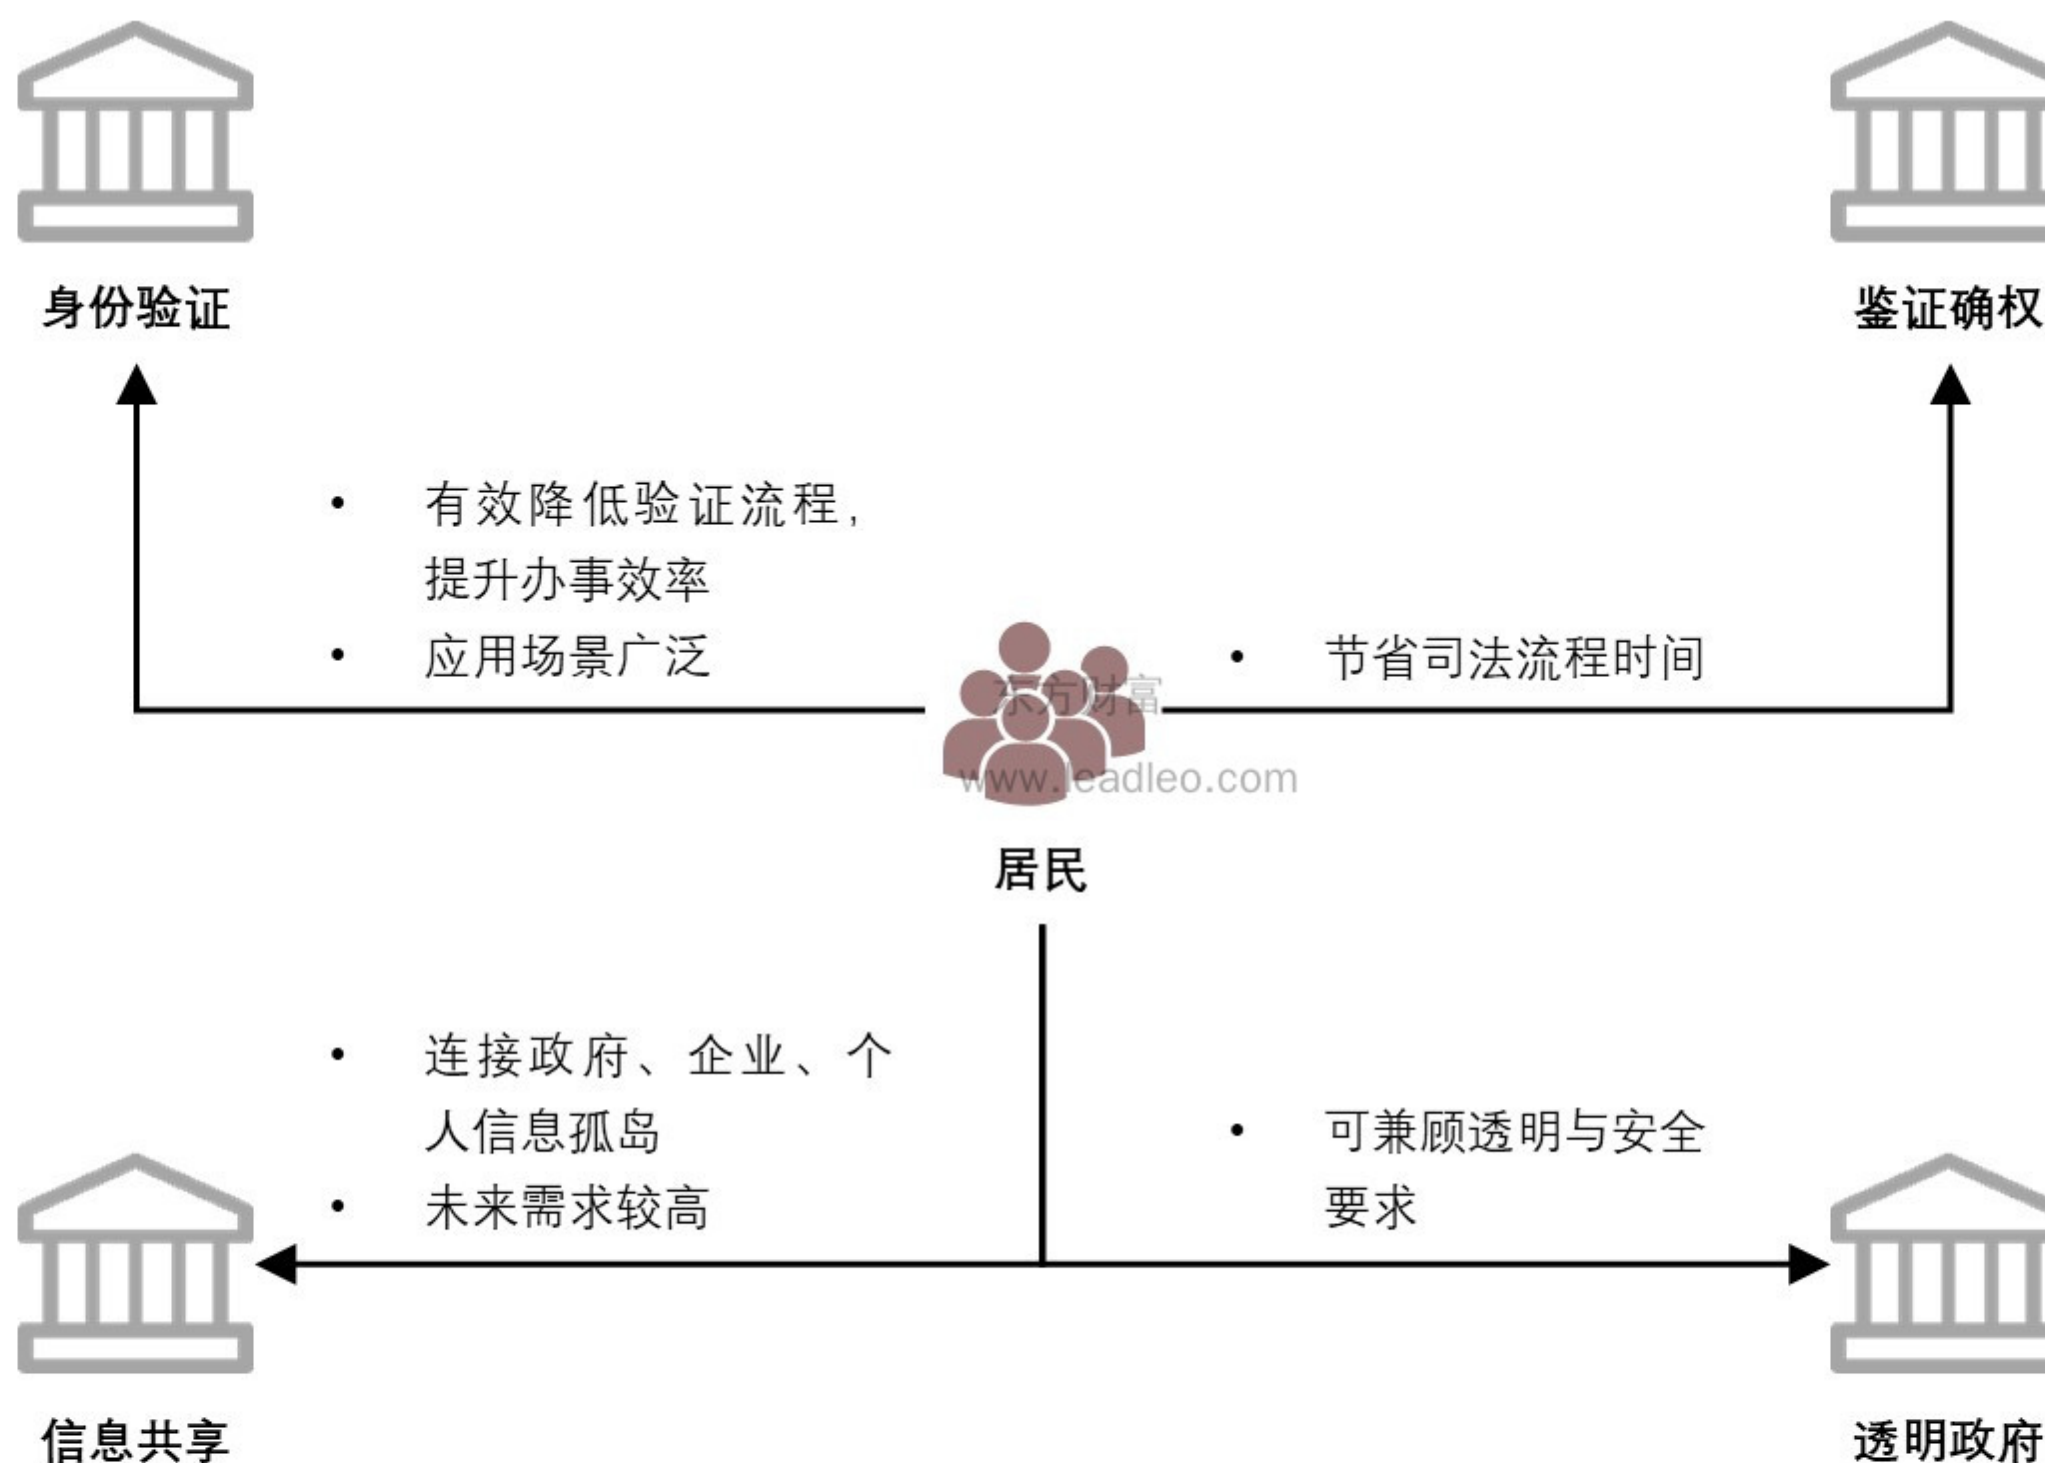 身份验证
鉴证确权
• 有效降低验证流程，
提升办事效率
• 应用场景广泛
• 节省司法流程时间
东方财富
www.leadleo.com
居民
• 连接政府、企业、个
人信息孤岛
• 未来需求较高
• 可兼顾透明与安全
要求
信息共享
透明政府